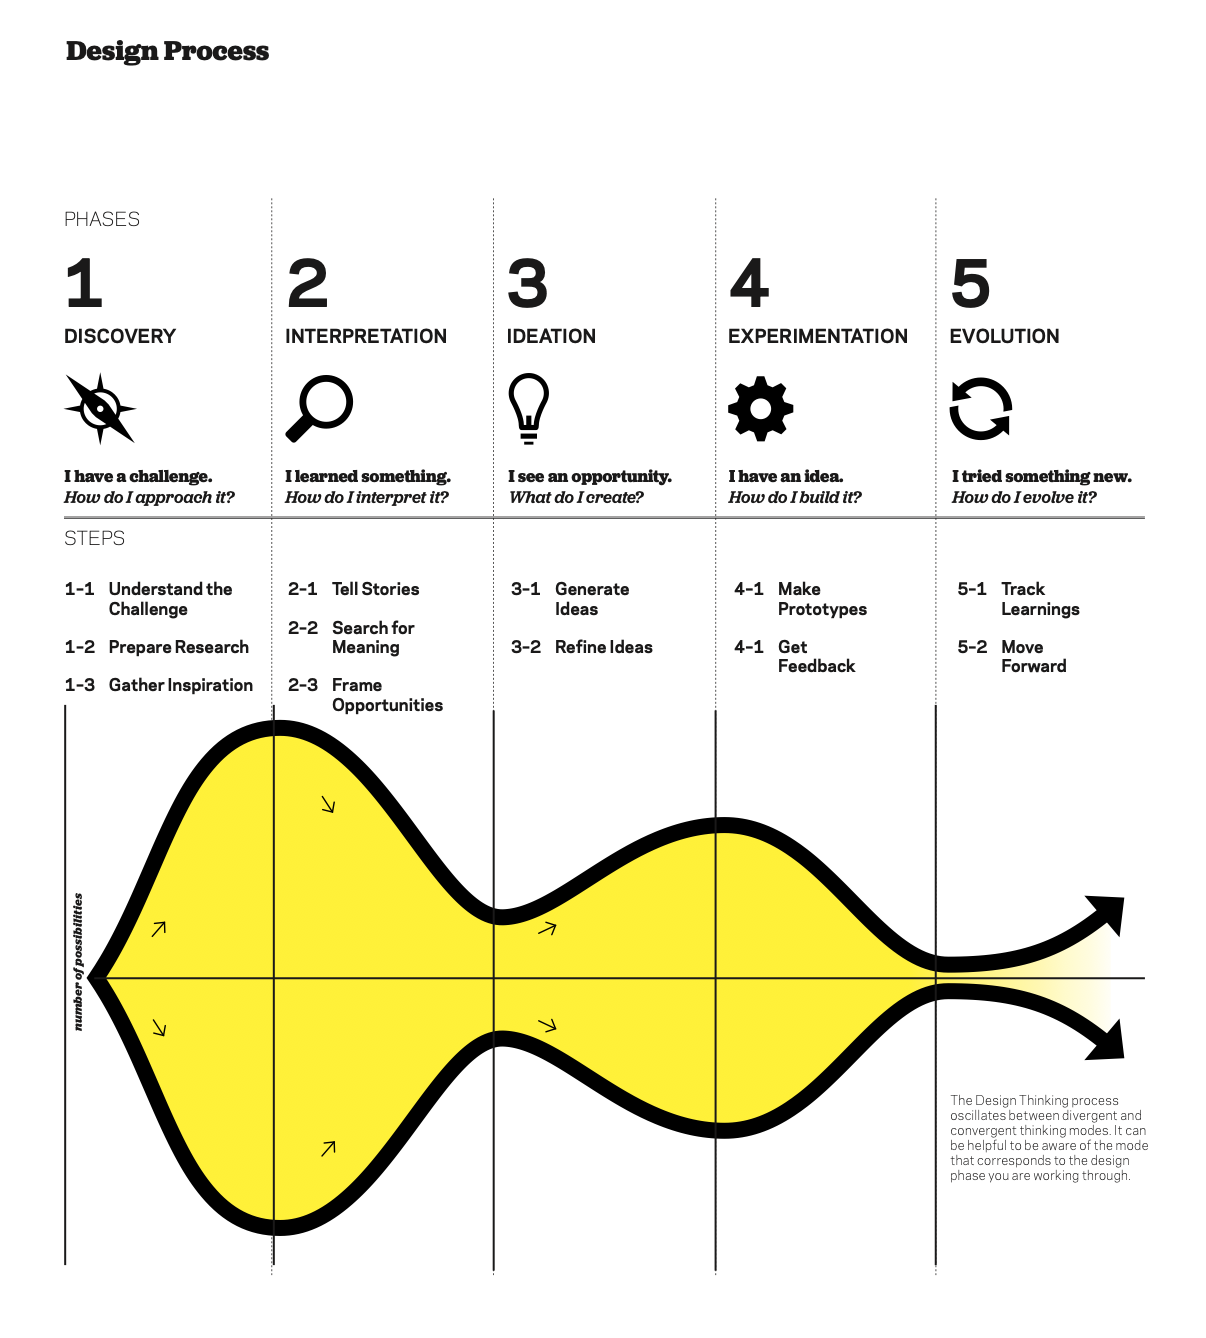 Design Process
PHASES
1
DISCOVERY
I have a challenge.
How do I approach it?
2
INTERPRETATION
I learned something.
How do I interpret it?
3
IDEATION
I see an opportunity.
What do I create?
4
EXPERIMENTATION
I have an idea.
How do I build it?
5
EVOLUTION
I tried something new.
How do I evolve it?
STEPS
1-1 Understand the
Challenge
1-2 Prepare Research
1-3 Gather Inspiration
2-1 Tell Stories
2-2 Search for
Meaning
2-3 Frame
Opportunities
3-1 Generate
Ideas
3-2 Refine Ideas
4-1 Make
Prototypes
4-1 Get
Feedback
5-1 Track
Learnings
5-2 Move
Forward
number of possibilities
The Design Thinking process
oscillates between divergent and
convergent thinking modes. It can
be helpful to be aware of the mode
that corresponds to the design
phase you are working through.